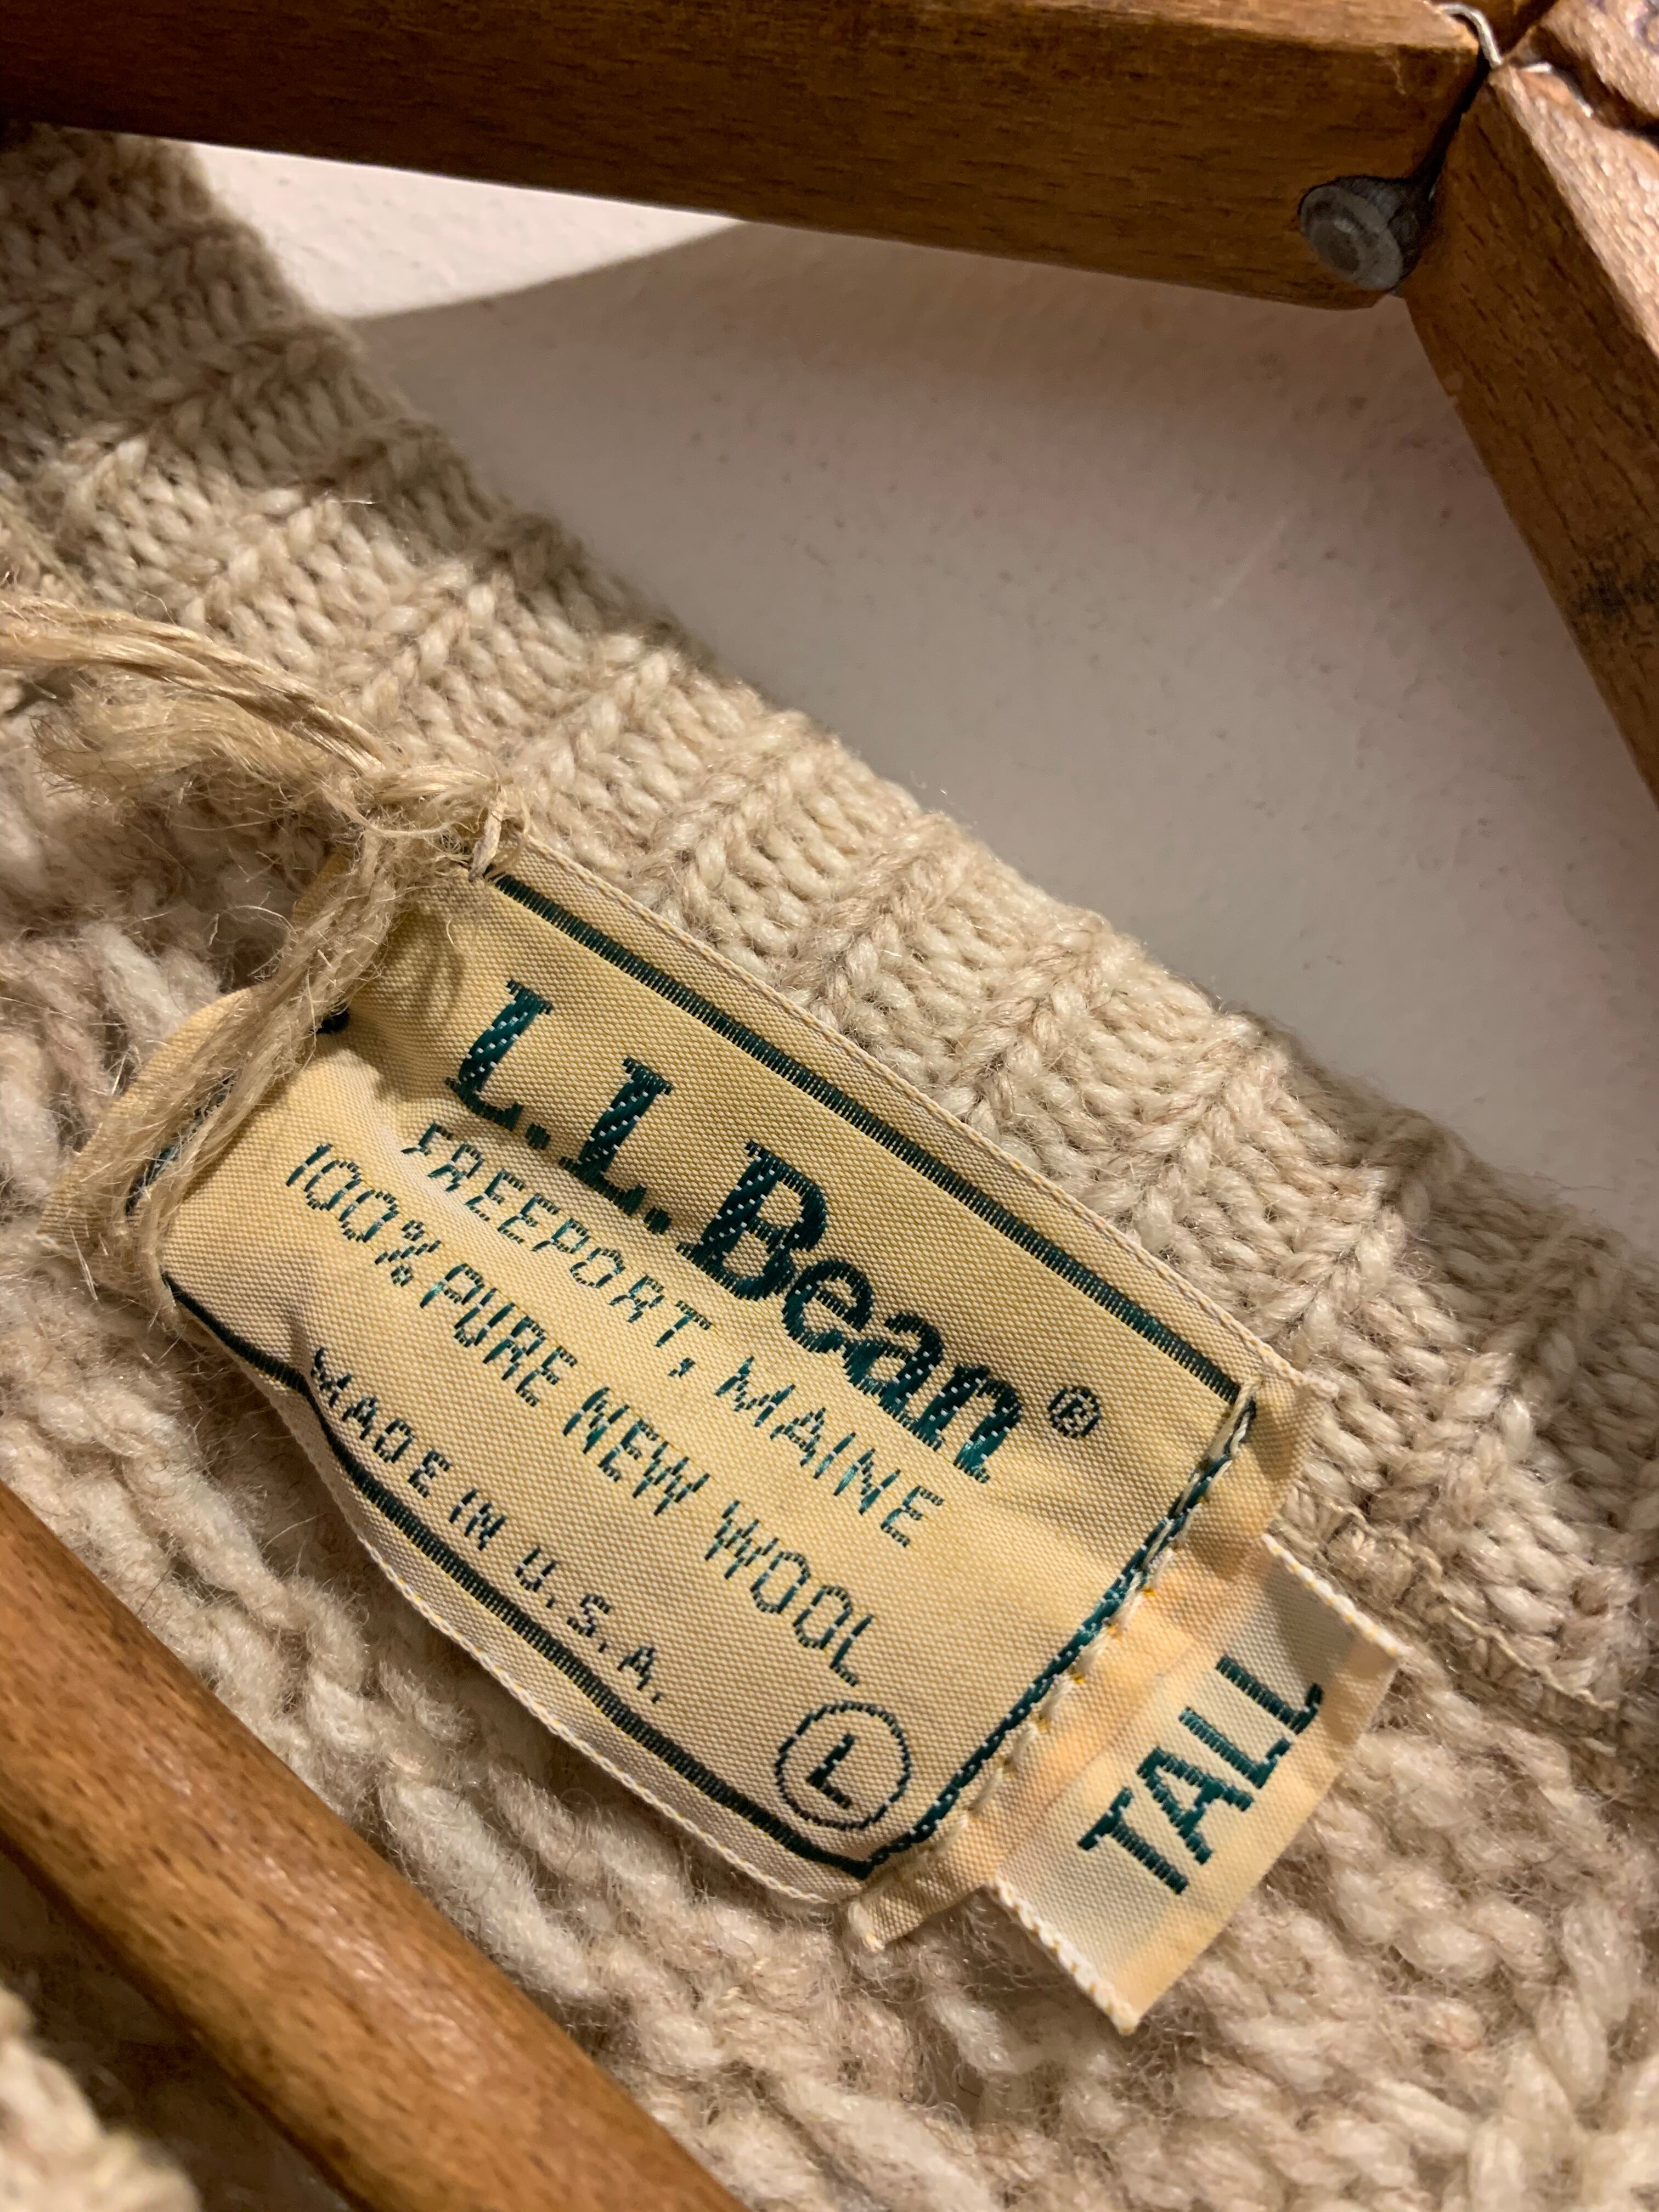 L.L.Bean®
FREEPORT, MAINE
100% PURE NEW WOOL
MADE IN U.S.A.
L
TALL